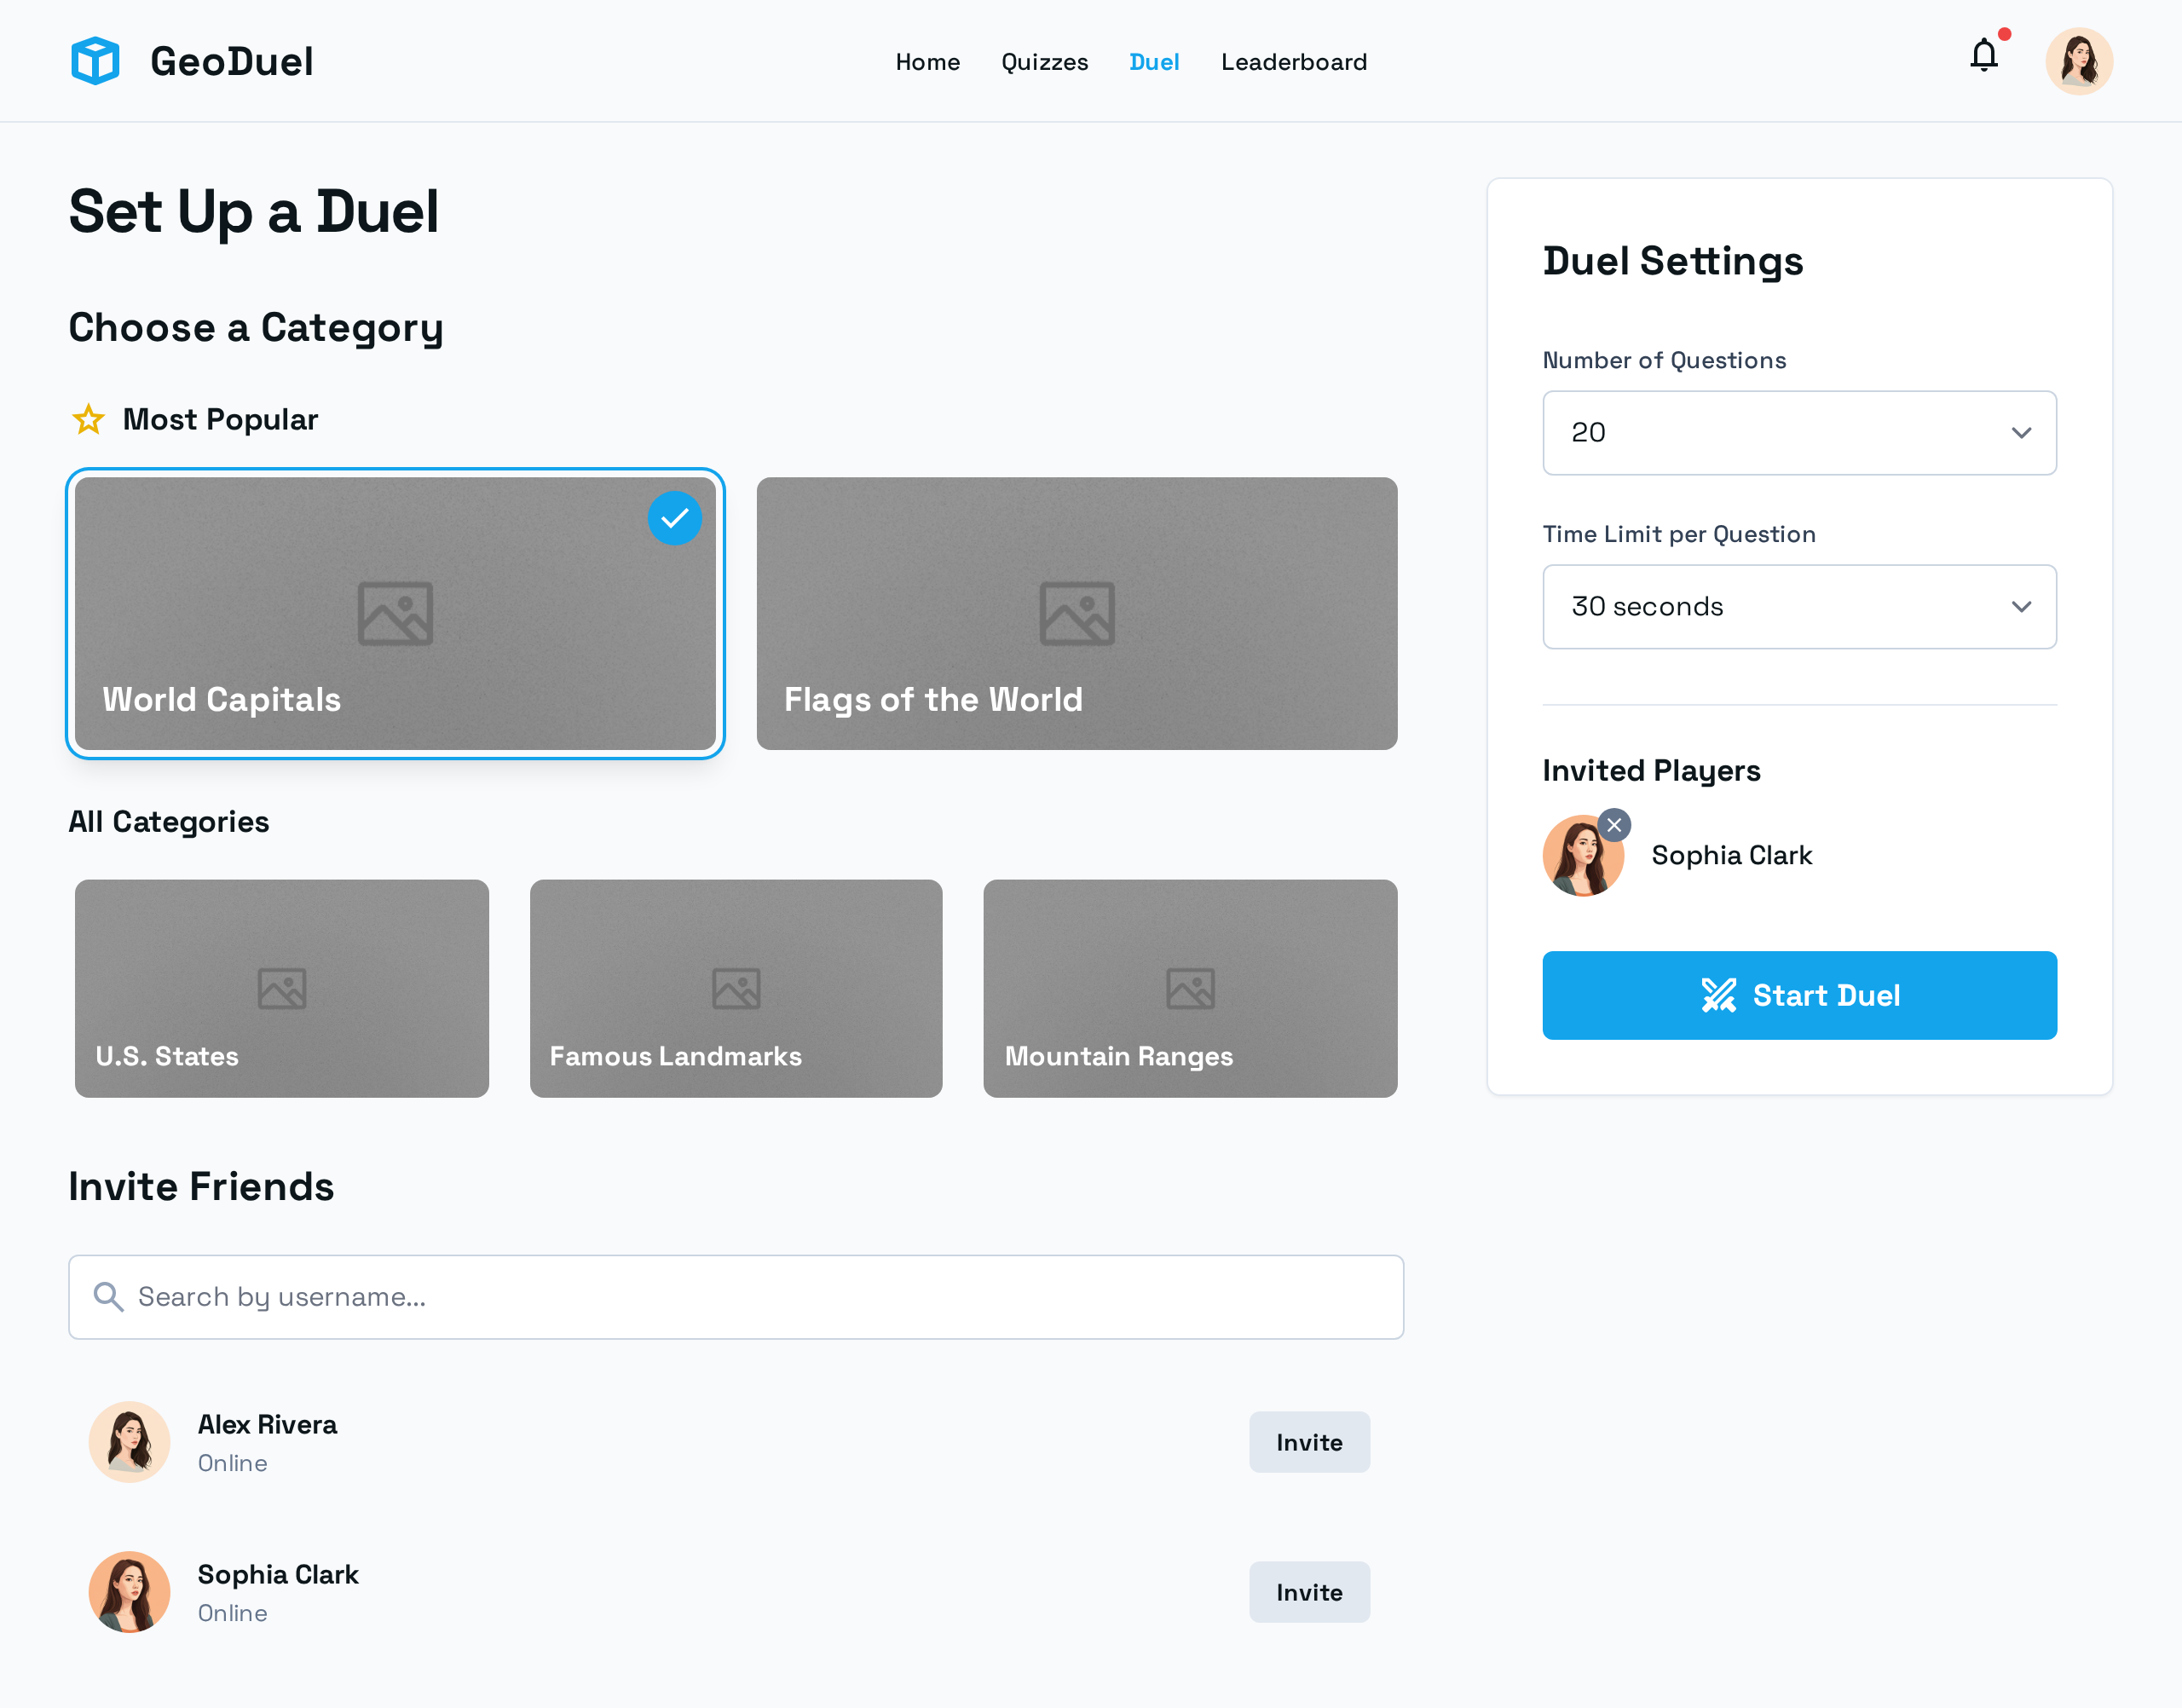 GeoDuel
Home
Quizzes
Duel
Leaderboard
Set Up a Duel
Choose a Category
Most Popular
World Capitals
Flags of the World
All Categories
U.S. States
Famous Landmarks
Mountain Ranges
Invite Friends
Search by username...
Alex Rivera
Online
Invite
Sophia Clark
Online
Invite
Duel Settings
Number of Questions
20
Time Limit per Question
30 seconds
Invited Players
Sophia Clark
Start Duel